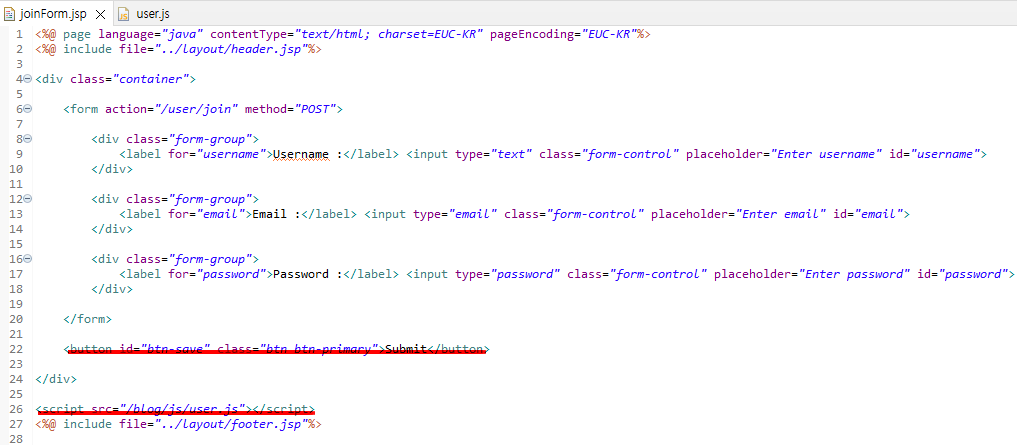 joinForm.jsp user.js
1 <%@ page language="java" contentType="text/html; charset=EUC-KR" pageEncoding="EUC-KR"%>
2 <%@ include file="../layout/header.jsp"%>
3
4 <div class="container">
5
6 <form action="/user/join" method="POST">
7
8 <div class="form-group">
9 <label for="username">Username :</label> <input type="text" class="form-control" placeholder="Enter username" id="username">
10 </div>
11
12 <div class="form-group">
13 <label for="email">Email :</label> <input type="email" class="form-control" placeholder="Enter email" id="email">
14 </div>
15
16 <div class="form-group">
17 <label for="password">Password :</label> <input type="password" class="form-control" placeholder="Enter password" id="password">
18 </div>
19
20 </form>
21
22 <button id="btn-save" class="btn btn-primary">Submit</button>
23
24 </div>
25
26 <script src="/blog/js/user.js"></script>
27 <%@ include file="../layout/footer.jsp"%>
28